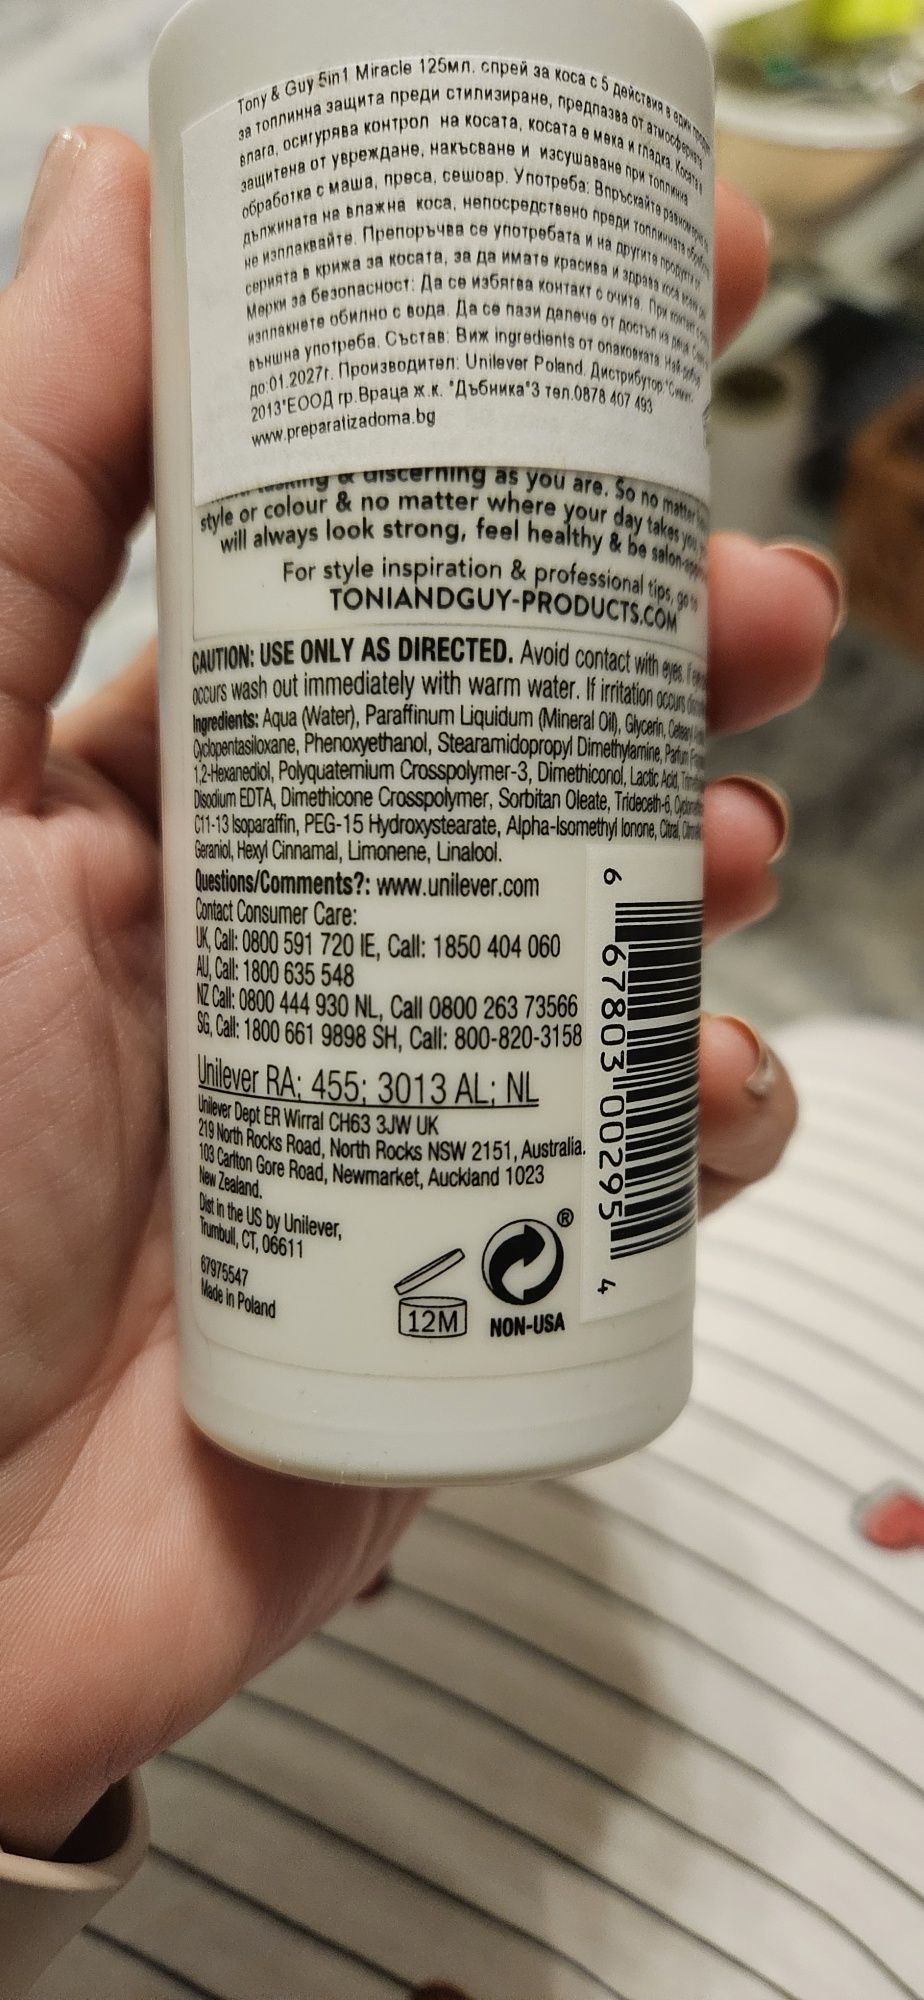 Tony & Guy 5in1 Miracle 125мл. спрей за коса с 5 действия в един
за топлинна защита преди стилизиране, предпазва от атмосферната
влага, осигурява контрол на косата, косата е мека и гладка. Косата е
защитена от увреждане, накъсване и изсушаване при топлинна
обработка с маша, преса, сешоар. Употреба: Впръскайте равномерно
дължината на влажна коса, непосредствено преди топлинната
не изплаквайте. Препоръчва се употребата и на другите продукти от
серията в крижа за косата, за да имате красива и здрава коса
Мерки за безопасност: Да се избягва контакт с очите. При контакт
изплакнете обилно с вода. Да се пази далече от достъп на деца.
външна употреба. Състав: Виж ingredients от опаковката. Най-добър
до:01.2027г. Производител: Unilever Poland. Дистрибутор:
2013"ЕООД гр.Враца ж.к. "Дъбника"3 тел.0878 407 493
www.preparatizadoma.bg
& discerning as you are. So no matter
style or colour & no matter where your day takes you,
will always look strong, feel healthy & be
For style inspiration & professional tips, go to
TONIANDGUY-PRODUCTS.COM
CAUTION: USE ONLY AS DIRECTED. Avoid contact with eyes. If
occurs wash out immediately with warm water. If irritation occurs
Ingredients: Aqua (Water), Paraffinum Liquidum (Mineral Oil), Glycerin,
Cyclopentasiloxane, Phenoxyethanol, Stearamidopropyl Dimethylamine, Parfum
1,2-Hexanediol, Polyquaternium Crosspolymer-3, Dimethiconol, Lactic Acid,
Disodium EDTA, Dimethicone Crosspolymer, Sorbitan Oleate, Trideceth-6,
C11-13 Isoparaffin, PEG-15 Hydroxystearate, Alpha-Isomethyl Ionone, Citral,
Geraniol, Hexyl Cinnamal, Limonene, Linalool.
Questions/Comments?: www.unilever.com
Contact Consumer Care:
UK, Call: 0800 591 720 IE, Call: 1850 404 060
AU, Call: 1800 635 548
NZ Call: 0800 444 930 NL, Call 0800 263 73566
SG, Call: 1800 661 9898 SH, Call: 800-820-3158
Unilever RA; 455; 3013 AL; NL
Unilever Dept ER Wirral CH63 3JW UK
219 North Rocks Road, North Rocks NSW 2151, Australia.
103 Carlton Gore Road, Newmarket, Auckland 1023
New Zealand.
Dist in the US by Unilever,
Trumbull, CT, 06611
67975547
Made in Poland
12M
®
NON-USA
6 67803 00295 4